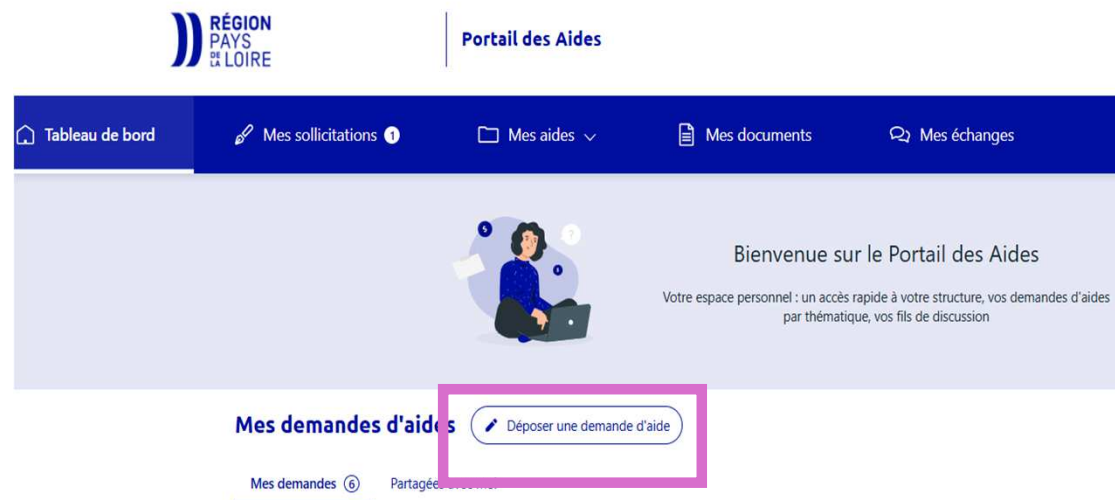 RÉGION
PAYS
DE LA LOIRE
Portail des Aides
Tableau de bord
Mes sollicitations 1
Mes aides
Mes documents
Mes échanges
?
Bienvenue sur le Portail des Aides
Votre espace personnel : un accès rapide à votre structure, vos demandes d'aides
par thématique, vos fils de discussion
Mes demandes d'aides
Déposer une demande d'aide
Mes demandes 6